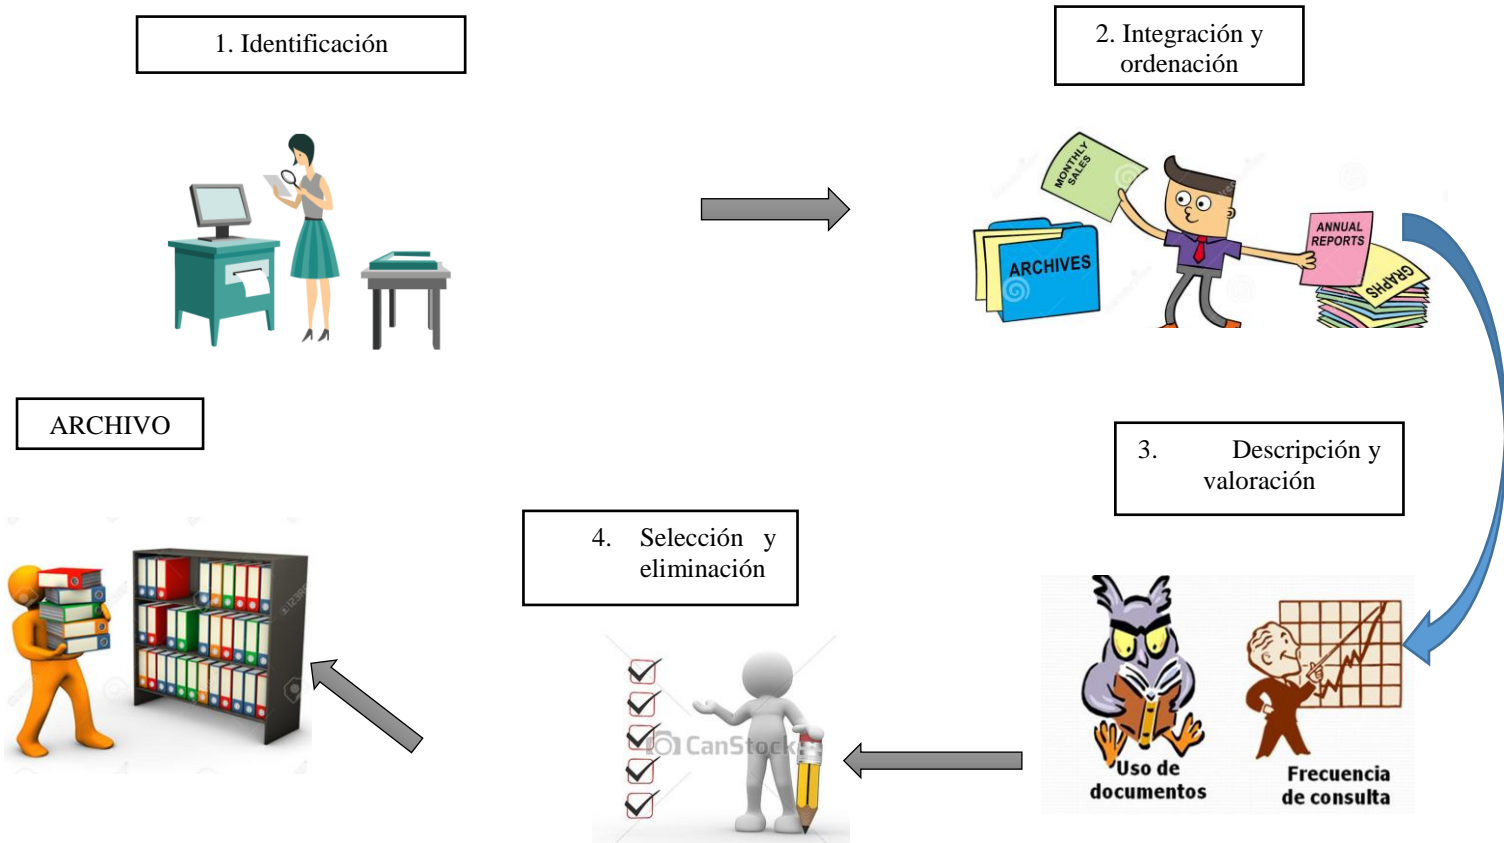 1. Identificación
2. Integración y
ordenación
MONTHLY
SALES
ARCHIVES
ANNUAL
REPORTS
GRAPHS
ARCHIVO
3. Descripción y
valoración
4. Selección y
eliminación
CanStock
Uso de
documentos
Frecuencia
de consulta